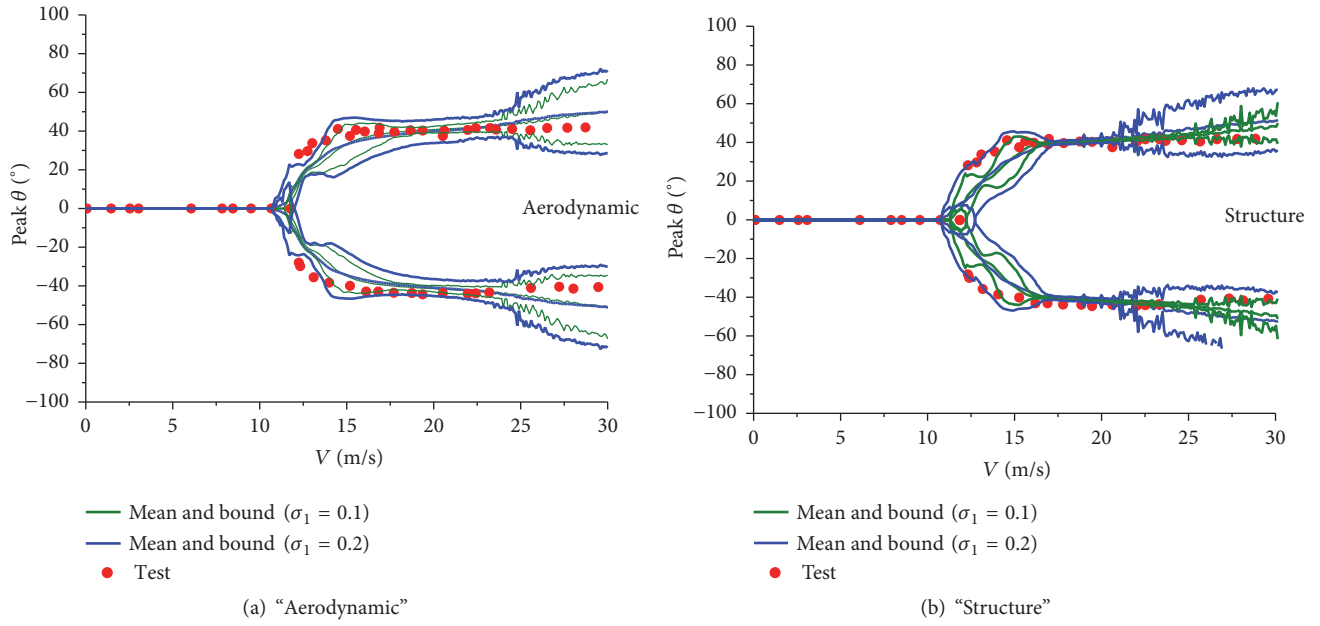 100
80
60
40
20
0
−20
−40
−60
−80
−100
Peak θ (°)
0 5 10 15 20 25 30
V (m/s)
Aerodynamic
Mean and bound (σ1 = 0.1)
Mean and bound (σ1 = 0.2)
Test
(a) “Aerodynamic”
100
80
60
40
20
0
−20
−40
−60
−80
−100
Peak θ (°)
0 5 10 15 20 25 30
V (m/s)
Structure
Mean and bound (σ1 = 0.1)
Mean and bound (σ1 = 0.2)
Test
(b) “Structure”